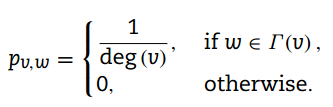 p_{υ,w} = { 1/deg (υ), if w ∈ Γ(υ),
0, otherwise.